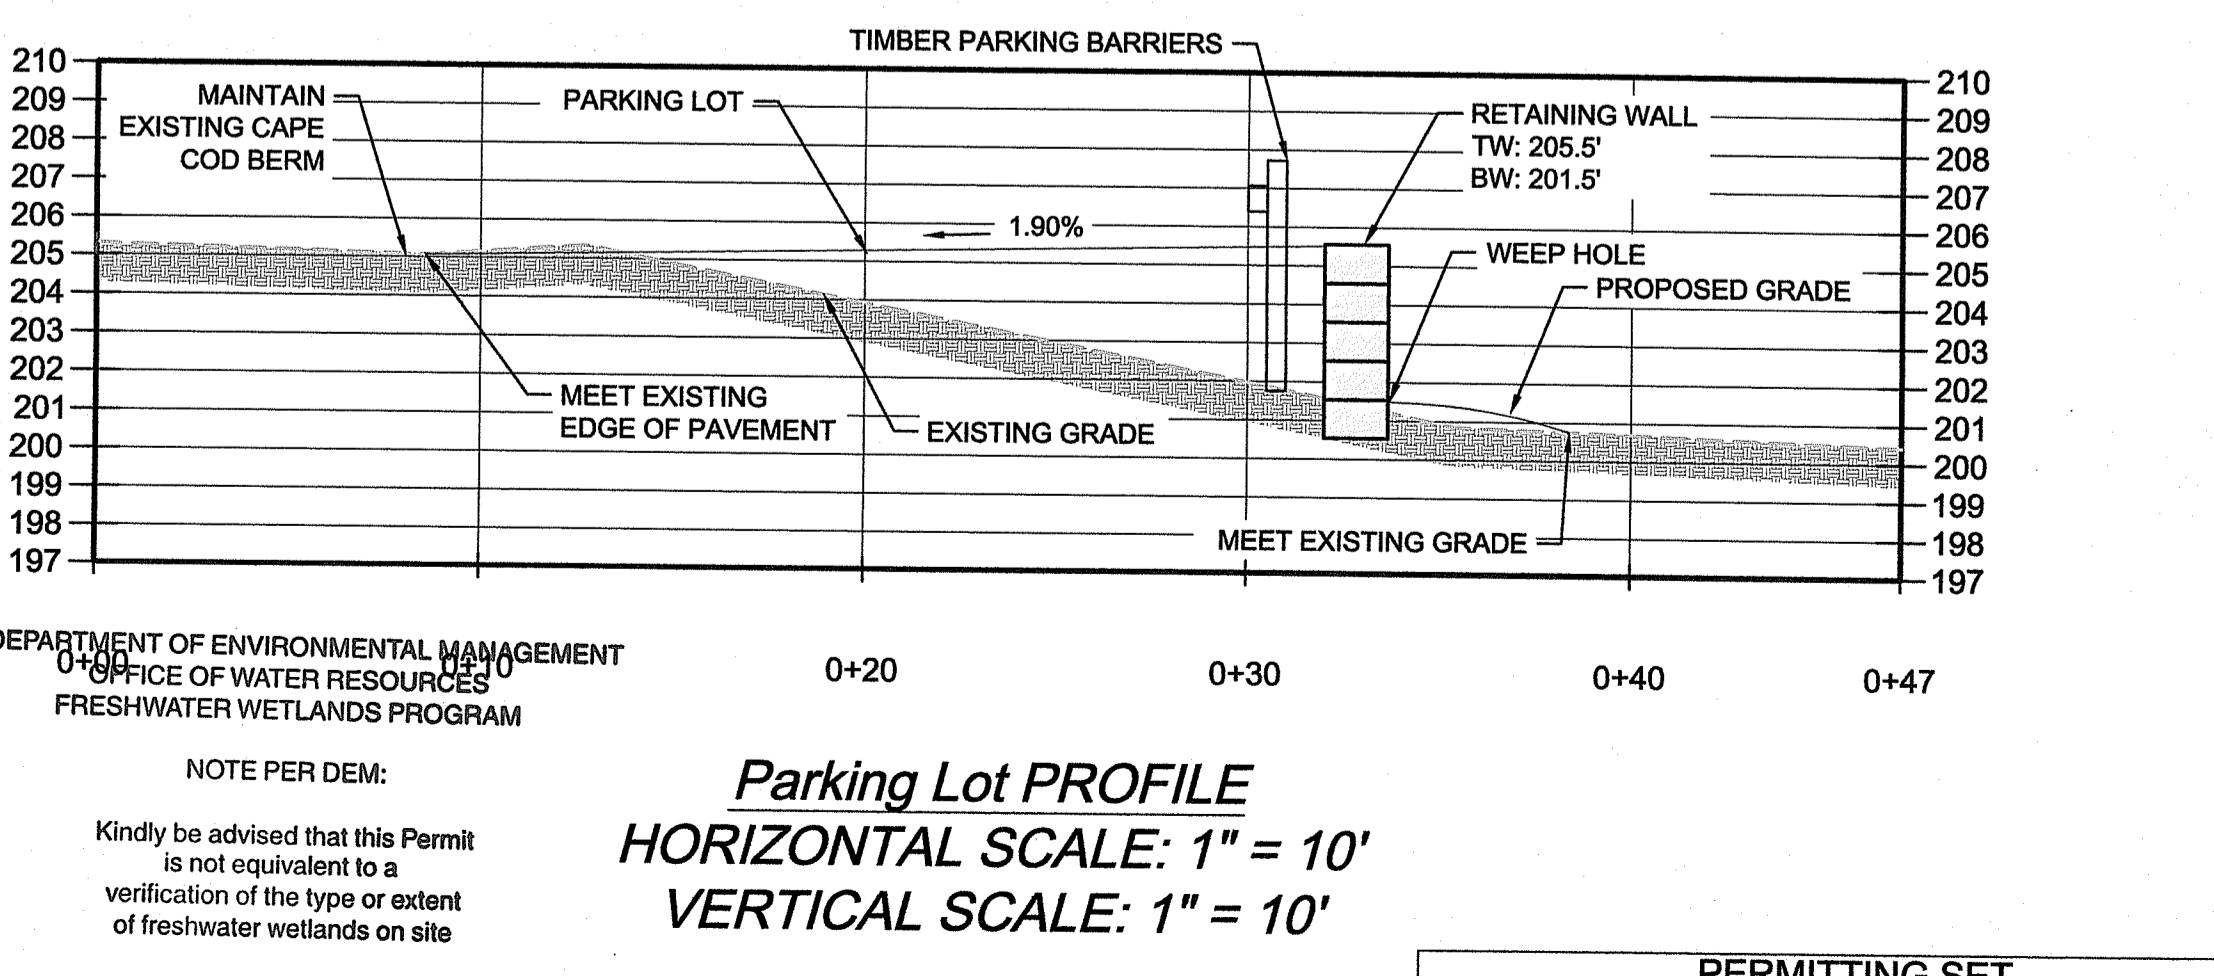 TIMBER PARKING BARRIERS
210
209
208
207
206
205
204
203
202
201
200
199
198
197
MAINTAIN
EXISTING CAPE
COD BERM
PARKING LOT
1.90%
RETAINING WALL
TW: 205.5'
BW: 201.5'
WEEP HOLE
PROPOSED GRADE
MEET EXISTING
EDGE OF PAVEMENT
EXISTING GRADE
MEET EXISTING GRADE
210
209
208
207
206
205
204
203
202
201
200
199
198
197
0+00
0+10
0+20
0+30
0+40
0+47
DEPARTMENT OF ENVIRONMENTAL MANAGEMENT
OFFICE OF WATER RESOURCES
FRESHWATER WETLANDS PROGRAM
NOTE PER DEM:
Kindly be advised that this Permit
is not equivalent to a
verification of the type or extent
of freshwater wetlands on site
Parking Lot PROFILE
HORIZONTAL SCALE: 1" = 10'
VERTICAL SCALE: 1" = 10'
PERMITTING SET